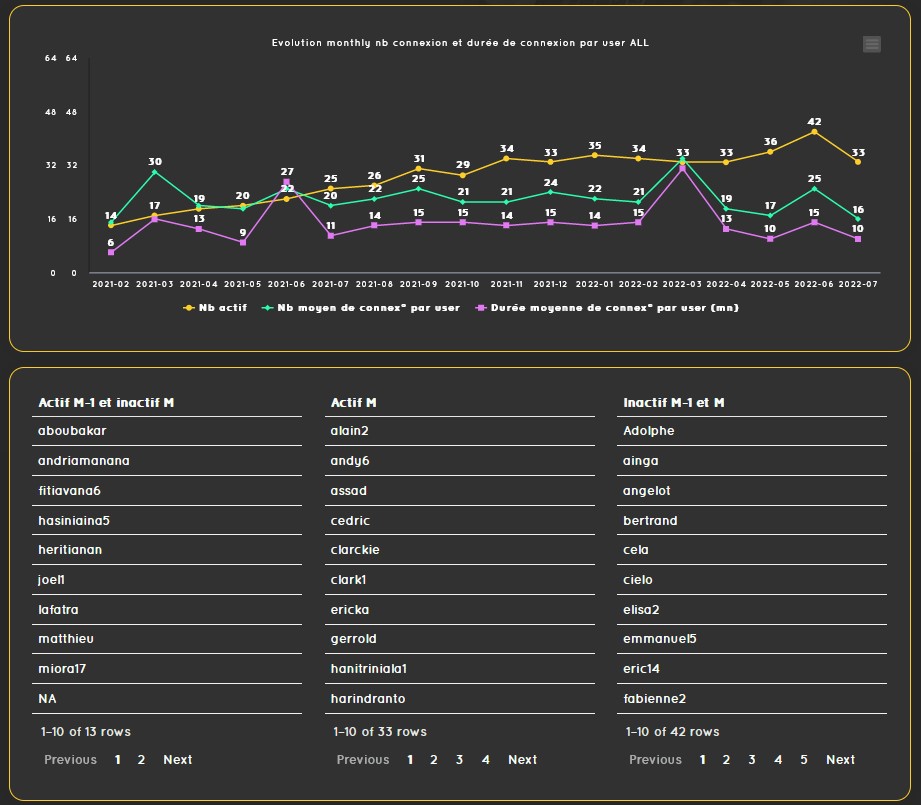 Evolution monthly nb connexion et durée de connexion par user ALL
64 64
48 48
32 32
16 16
0 0
14 17 19 20 22 25 26 31 29 34 33 35 34 33 33 36 42 33
30 19 20 22 25 21 21 24 22 21 19 17 25 16
6 13 9 27 11 14 15 15 14 15 14 15 13 10 15 10
2021-02 2021-03 2021-04 2021-05 2021-06 2021-07 2021-08 2021-09 2021-10 2021-11 2021-12 2022-01 2022-02 2022-03 2022-04 2022-05 2022-06 2022-07
Nb actif Nb moyen de connex° par user Durée moyenne de connex° par user (mn)
Actif M-1 et inactif M
aboubakar
andriamanana
fitiavana6
hasiniaina5
heritianan
joel1
lafatra
matthieu
miora17
NA
1–10 of 13 rows
Previous 1 2 Next
Actif M
alain2
andy6
assad
cedric
clarckie
clark1
ericka
gerrold
hanitriniala1
harindranto
1–10 of 33 rows
Previous 1 2 3 4 Next
Inactif M-1 et M
Adolphe
ainga
angelot
bertrand
cela
cielo
elisa2
emmanuel5
eric14
fabienne2
1–10 of 42 rows
Previous 1 2 3 4 5 Next